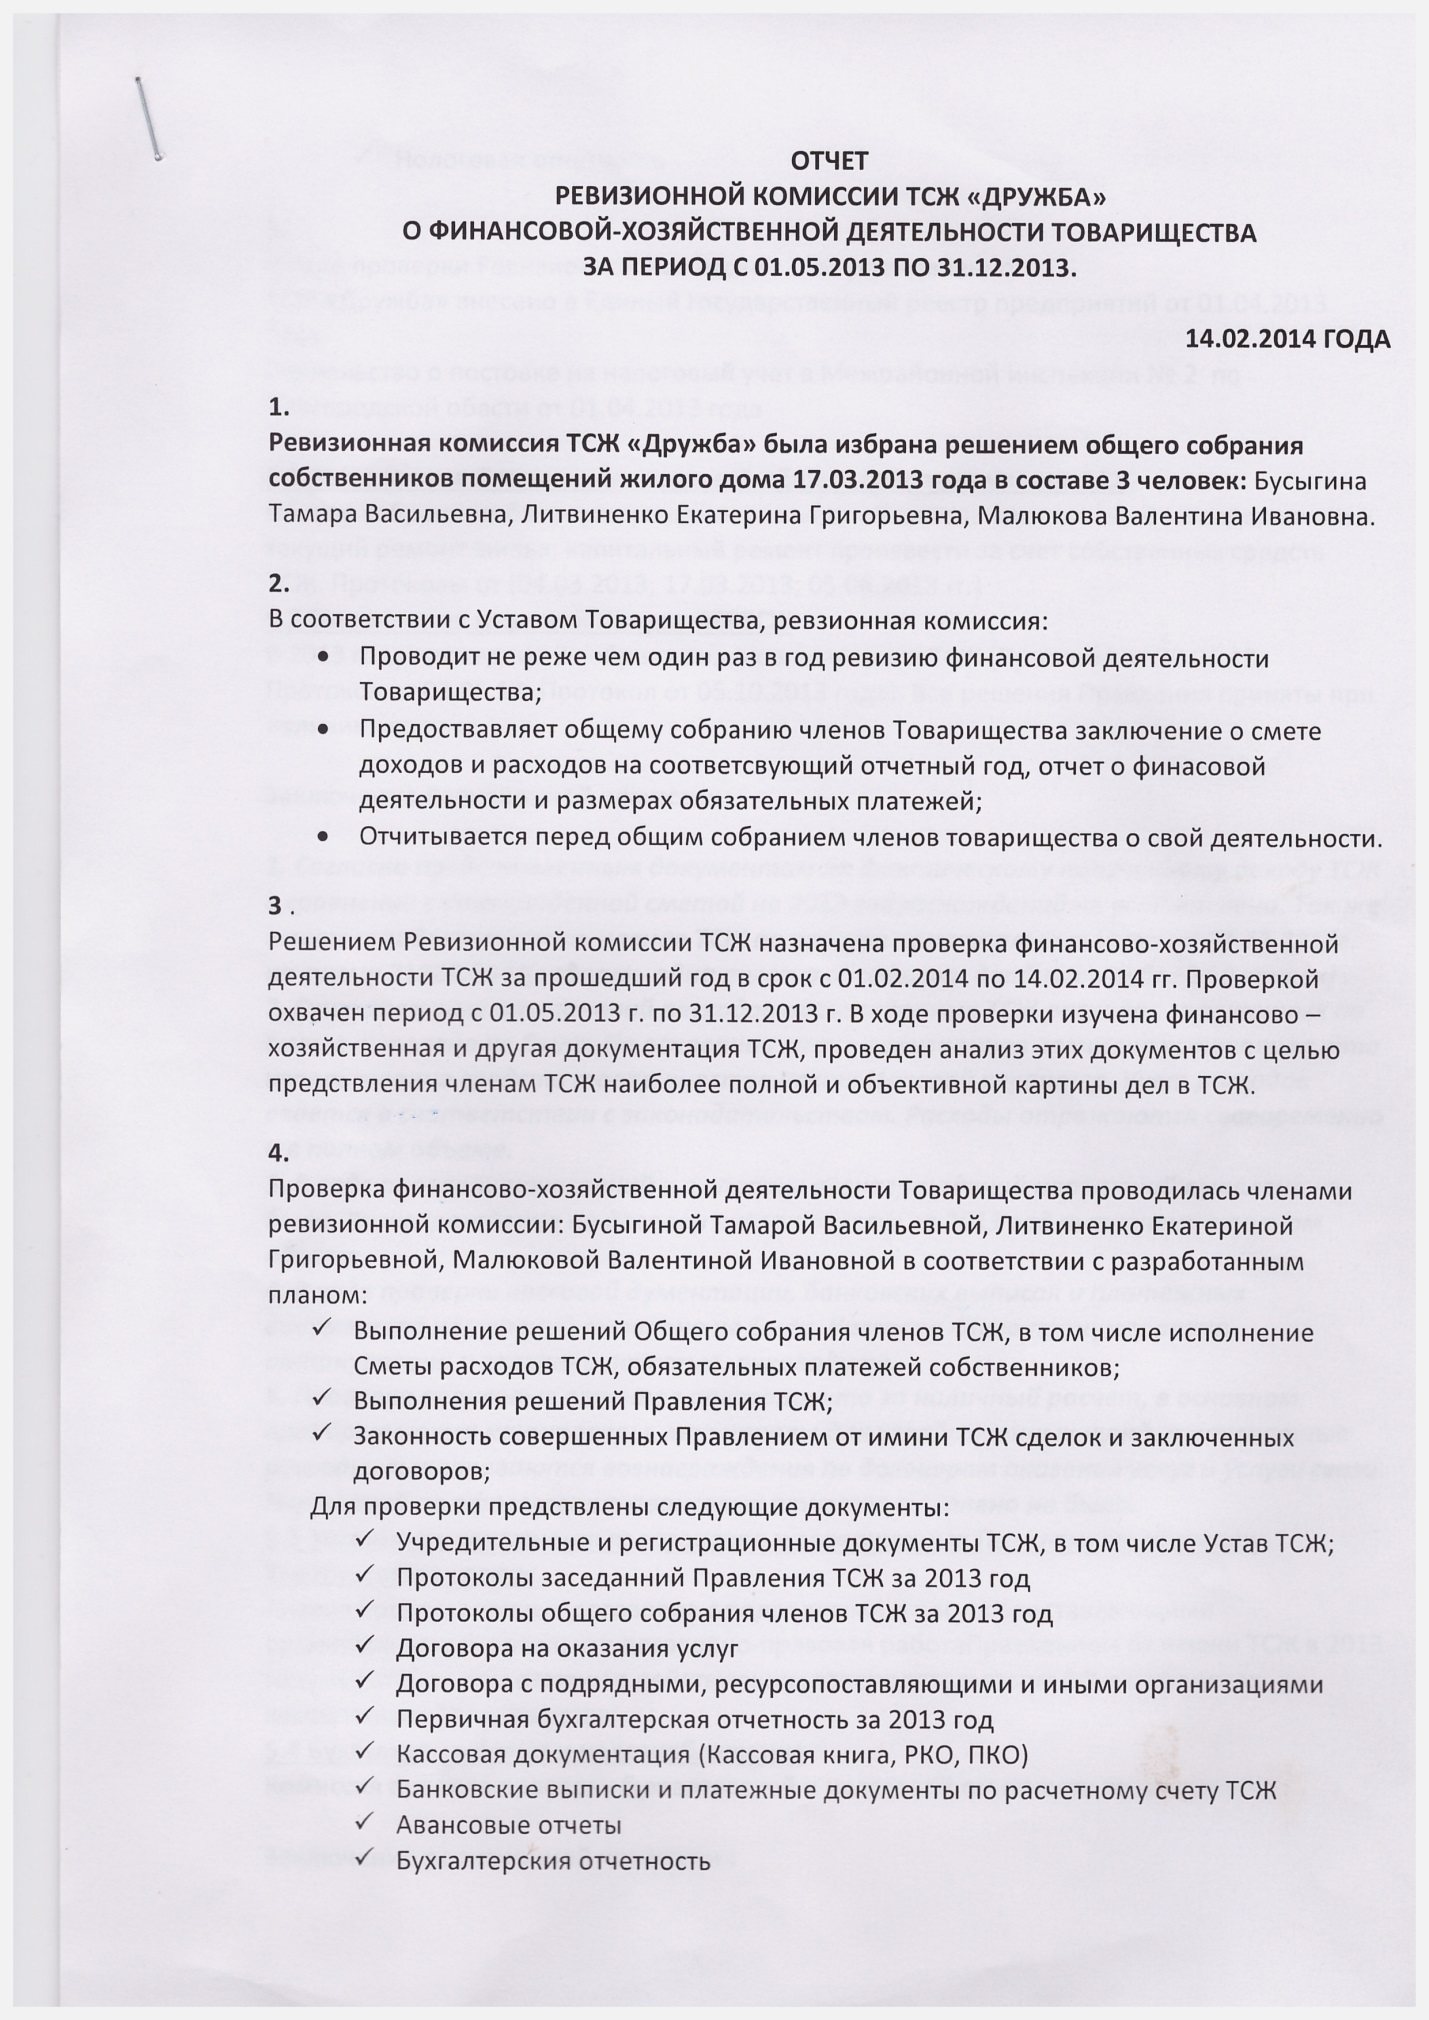 ОТЧЕТ
РЕВИЗИОННОЙ КОМИССИИ ТСЖ «ДРУЖБА»
О ФИНАНСОВОЙ-ХОЗЯЙСТВЕННОЙ ДЕЯТЕЛЬНОСТИ ТОВАРИЩЕСТВА
ЗА ПЕРИОД С 01.05.2013 ПО 31.12.2013.
14.02.2014 ГОДА
1.
Ревизионная комиссия ТСЖ «Дружба» была избрана решением общего собрания
собственников помещений жилого дома 17.03.2013 года в составе 3 человек: Бусыгина
Тамара Васильевна, Литвиненко Екатерина Григорьевна, Малюкова Валентина Ивановна.
2.
В соответствии с Уставом Товарищества, ревзионная комиссия:
• Проводит не реже чем один раз в год ревизию финансовой деятельности
Товарищества;
• Предоствавляет общему собранию членов Товарищества заключение о смете
доходов и расходов на соответсвующий отчетный год, отчет о финасовой
деятельности и размерах обязательных платежей;
• Отчитывается перед общим собранием членов товарищества о свой деятельности.
3 .
Решением Ревизионной комиссии ТСЖ назначена проверка финансово-хозяйственной
деятельности ТСЖ за прошедший год в срок с 01.02.2014 по 14.02.2014 гг. Проверкой
охвачен период с 01.05.2013 г. по 31.12.2013 г. В ходе проверки изучена финансово –
хозяйственная и другая документация ТСЖ, проведен анализ этих документов с целью
предствления членам ТСЖ наиболее полной и объективной картины дел в ТСЖ.
4.
Проверка финансово-хозяйственной деятельности Товарищества проводилась членами
ревизионной комиссии: Бусыгиной Тамарой Васильевной, Литвиненко Екатериной
Григорьевной, Малюковой Валентиной Ивановной в соответствии с разработанным
планом:
✓ Выполнение решений Общего собрания членов ТСЖ, в том числе исполнение
Сметы расходов ТСЖ, обязательных платежей собственников;
✓ Выполнения решений Правления ТСЖ;
✓ Законность совершенных Правлением от имини ТСЖ сделок и заключенных
договоров;
Для проверки предствлены следующие документы:
✓ Учредительные и регистрационные документы ТСЖ, в том числе Устав ТСЖ;
✓ Протоколы заседанний Правления ТСЖ за 2013 год
✓ Протоколы общего собрания членов ТСЖ за 2013 год
✓ Договора на оказания услуг
✓ Договора с подрядными, ресурсопоставляющими и иными организациями
✓ Первичная бухгалтерская отчетность за 2013 год
✓ Кассовая документация (Кассовая книга, РКО, ПКО)
✓ Банковские выписки и платежные документы по расчетному счету ТСЖ
✓ Авансовые отчеты
✓ Бухгалтерския отчетность